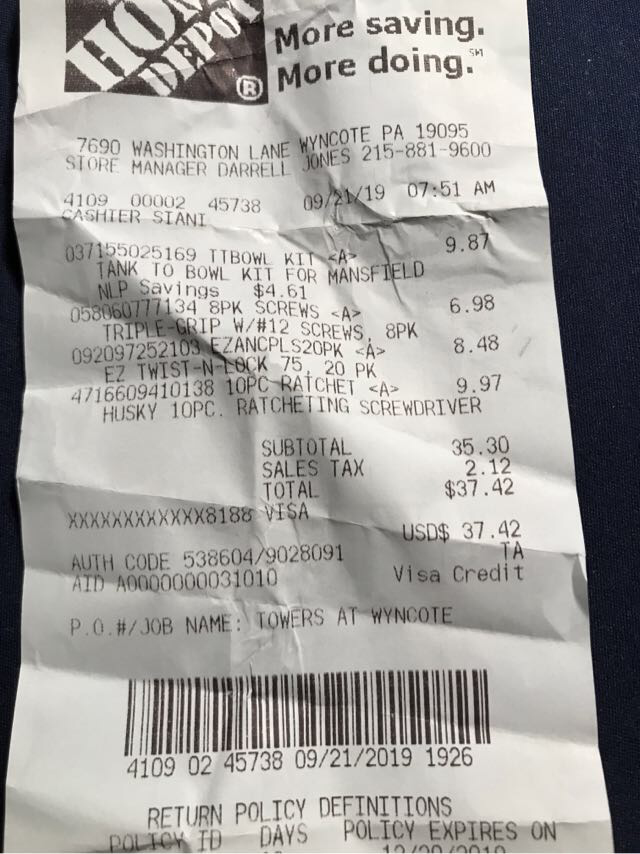 HOME
DEPOT
®
More saving.
More doing.℠
7690 WASHINGTON LANE WYNCOTE PA 19095
STORE MANAGER DARRELL JONES 215-881-9600
4109 00002 45738 09/21/19 07:51 AM
CASHIER SIANI
037155025169 TTBOWL KIT <A> 9.87
TANK TO BOWL KIT FOR MANSFIELD
NLP Savings $4.61
058060777134 8PK SCREWS <A> 6.98
TRIPLE-GRIP W/#12 SCREWS, 8PK
092097252103 EZANCPLS20PK <A> 8.48
EZ TWIST-N-LOCK 75, 20 PK
4716609410138 10PC RATCHET <A> 9.97
HUSKY 10PC. RATCHETING SCREWDRIVER
SUBTOTAL 35.30
SALES TAX 2.12
TOTAL $37.42
XXXXXXXXXXXX8188 VISA
USD$ 37.42
AUTH CODE 538604/9028091 TA
AID A0000000031010 Visa Credit
P.O.#/JOB NAME: TOWERS AT WYNCOTE
4109 02 45738 09/21/2019 1926
RETURN POLICY DEFINITIONS
POLICY ID DAYS POLICY EXPIRES ON